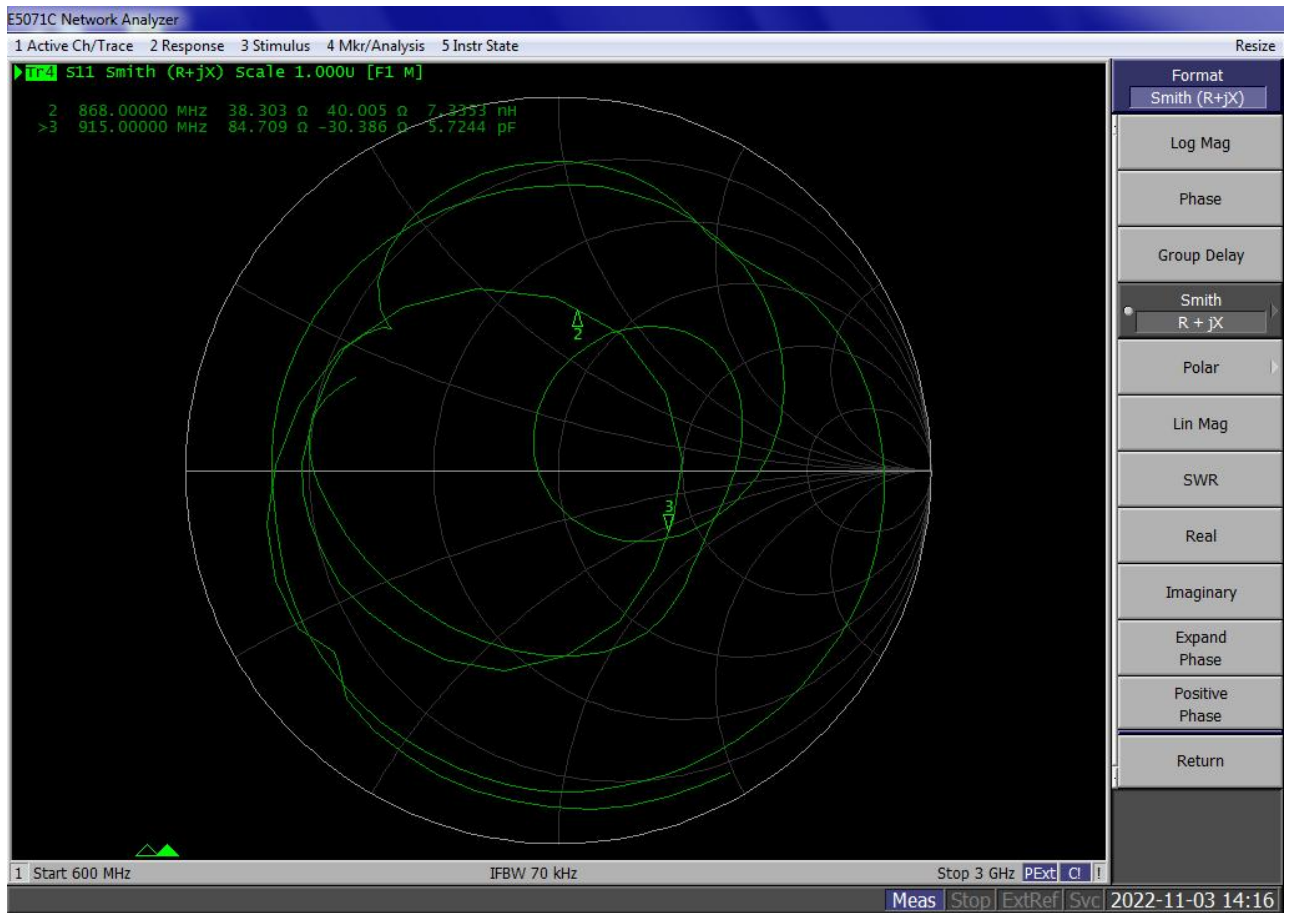 E5071C Network Analyzer
1 Active Ch/Trace 2 Response 3 Stimulus 4 Mkr/Analysis 5 Instr State Resize
Tr4 S11 Smith (R+jX) Scale 1.000U [F1 M]
2 868.00000 MHz 38.303 Ω 40.005 Ω 7.3353 nH
>3 915.00000 MHz 84.709 Ω -30.386 Ω 5.7244 pF
2
3
Format
Smith (R+jX)
Log Mag
Phase
Group Delay
Smith
R + jX
Polar
Lin Mag
SWR
Real
Imaginary
Expand
Phase
Positive
Phase
Return
1 Start 600 MHz IFBW 70 kHz Stop 3 GHz PExt C! !
Meas Stop ExtRef Svc 2022-11-03 14:16